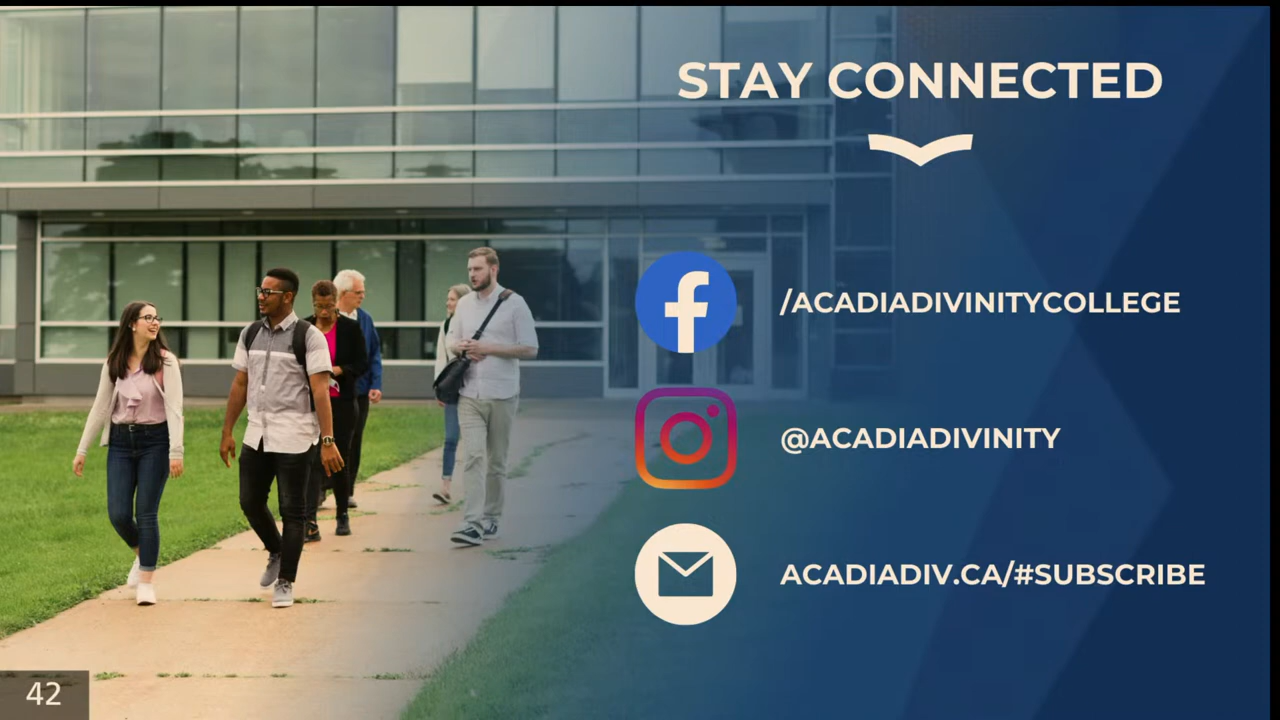 STAY CONNECTED
/ACADIADIVINITYCOLLEGE
@ACADIADIVINITY
ACADIADIV.CA/#SUBSCRIBE
42